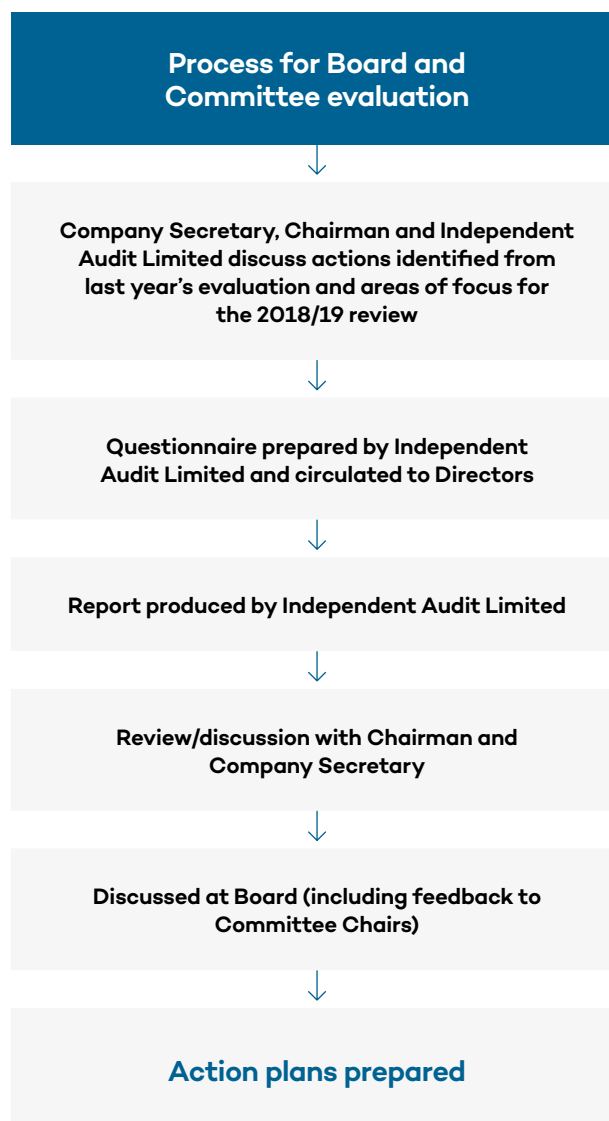 Process for Board and
Committee evaluation
Company Secretary, Chairman and Independent
Audit Limited discuss actions identified from
last year’s evaluation and areas of focus for
the 2018/19 review
Questionnaire prepared by Independent
Audit Limited and circulated to Directors
Report produced by Independent Audit Limited
Review/discussion with Chairman and
Company Secretary
Discussed at Board (including feedback to
Committee Chairs)
Action plans prepared